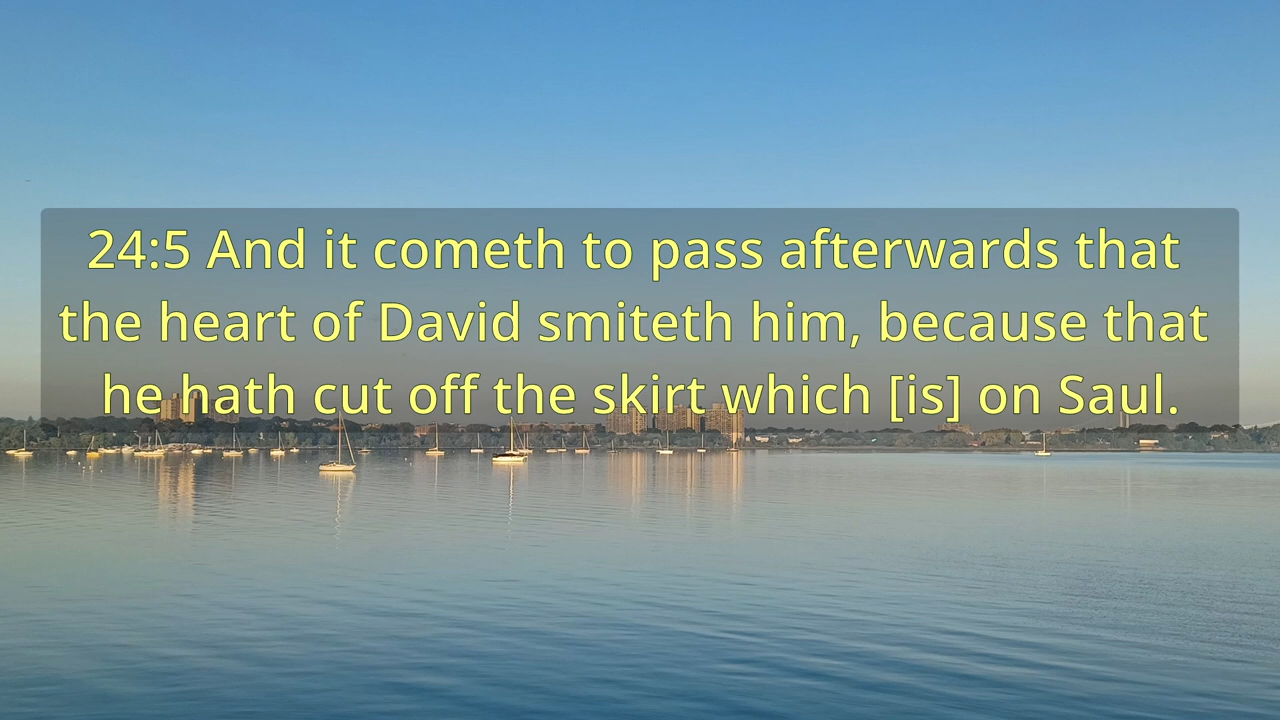 24:5 And it cometh to pass afterwards that
the heart of David smiteth him, because that
he hath cut off the skirt which [is] on Saul.